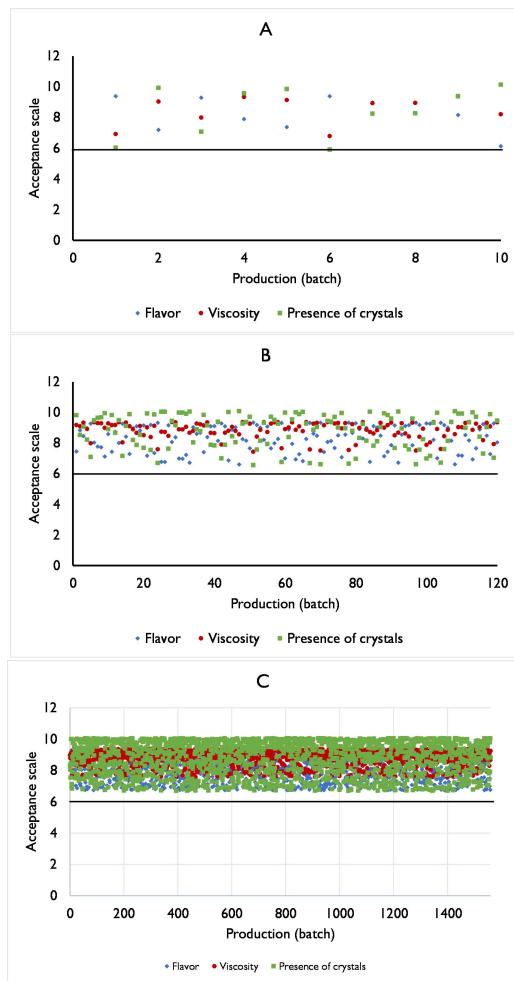 A
12
10
8
6
4
2
0
Acceptance scale
0 2 4 6 8 10
Production (batch)
Flavor Viscosity Presence of crystals
B
12
10
8
6
4
2
0
Acceptance scale
0 20 40 60 80 100 120
Production (batch)
Flavor Viscosity Presence of crystals
C
12
10
8
6
4
2
0
Acceptance scale
0 200 400 600 800 1000 1200 1400
Production (batch)
Flavor Viscosity Presence of crystals